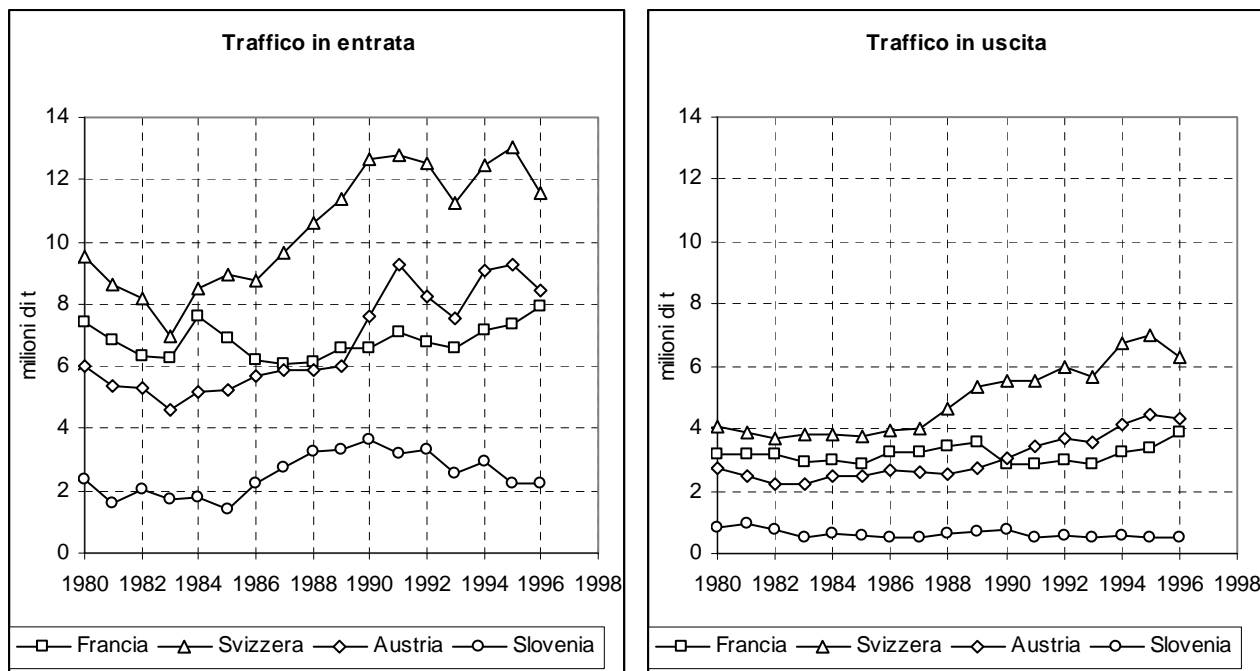 Traffico in entrata
14
12
10
8
6
4
2
0
milioni di t
1980 1982 1984 1986 1988 1990 1992 1994 1996 1998
Francia Svizzera Austria Slovenia
Traffico in uscita
14
12
10
8
6
4
2
0
milioni di t
1980 1982 1984 1986 1988 1990 1992 1994 1996 1998
Francia Svizzera Austria Slovenia